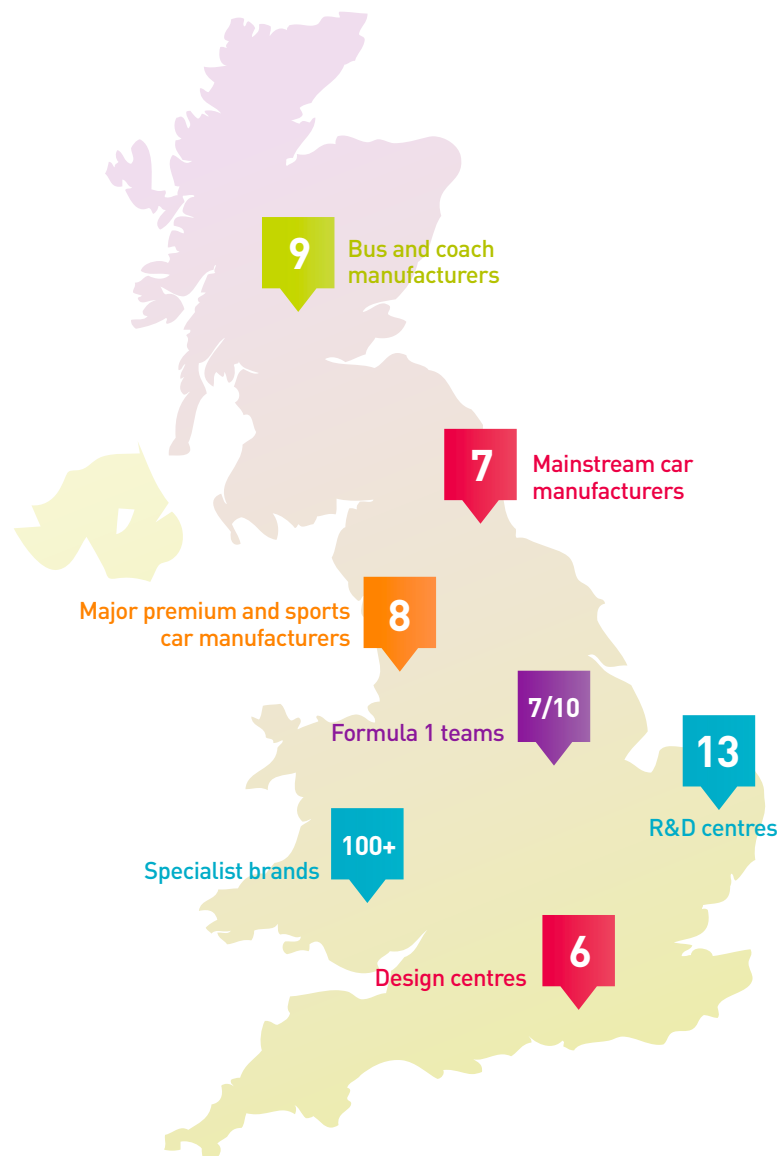 9
Bus and coach
manufacturers
7
Mainstream car
manufacturers
8
Major premium and sports
car manufacturers
7/10
Formula 1 teams
13
R&D centres
100+
Specialist brands
6
Design centres